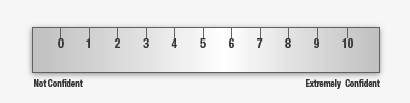 0 1 2 3 4 5 6 7 8 9 10
Not Confident Extremely Confident